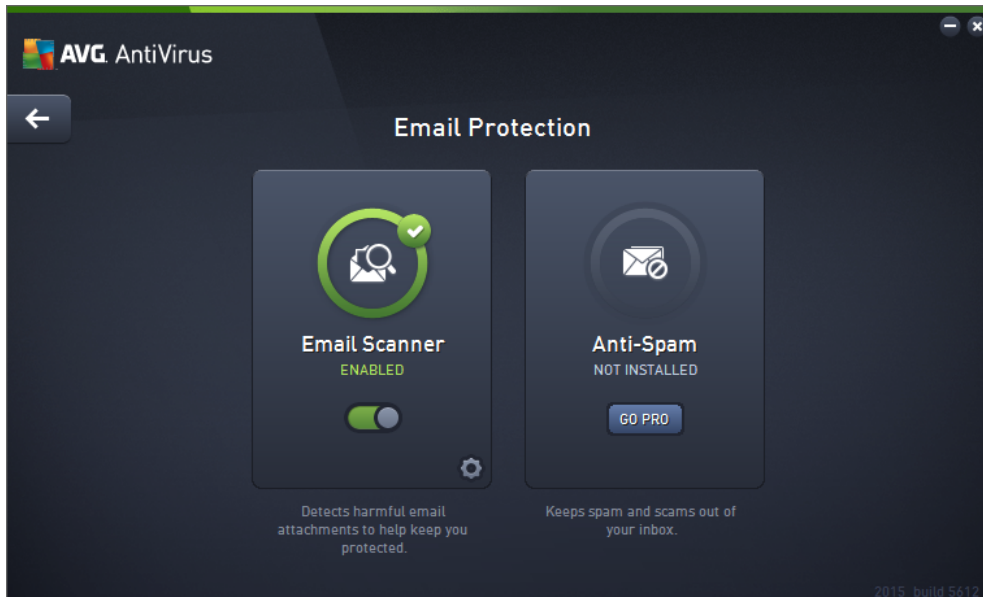 AVG. AntiVirus
Email Protection
Email Scanner
ENABLED
Detects harmful email
attachments to help keep you
protected.
Anti-Spam
NOT INSTALLED
GO PRO
Keeps spam and scams out of
your inbox.
2015 build 5612